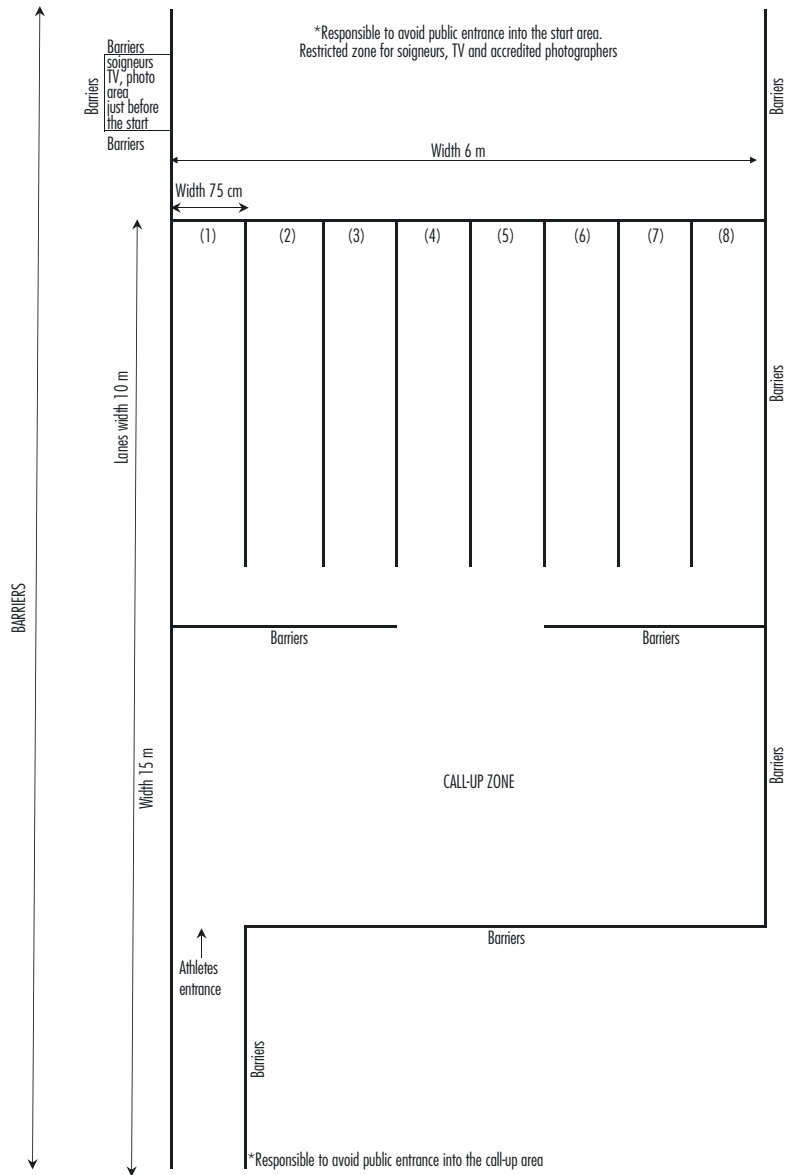 *Responsible to avoid public entrance into the start area.
Restricted zone for soigneurs, TV and accredited photographers
Barriers
soigneurs
TV, photo
area
just before
the start
Barriers
Barriers
Barriers
Width 6 m
Width 75 cm
(1) (2) (3) (4) (5) (6) (7) (8)
Lanes width 10 m
Barriers
BARRIERS
Barriers
Barriers
Width 15 m
CALL-UP ZONE
Barriers
Barriers
Athletes
entrance
Barriers
*Responsible to avoid public entrance into the call-up area